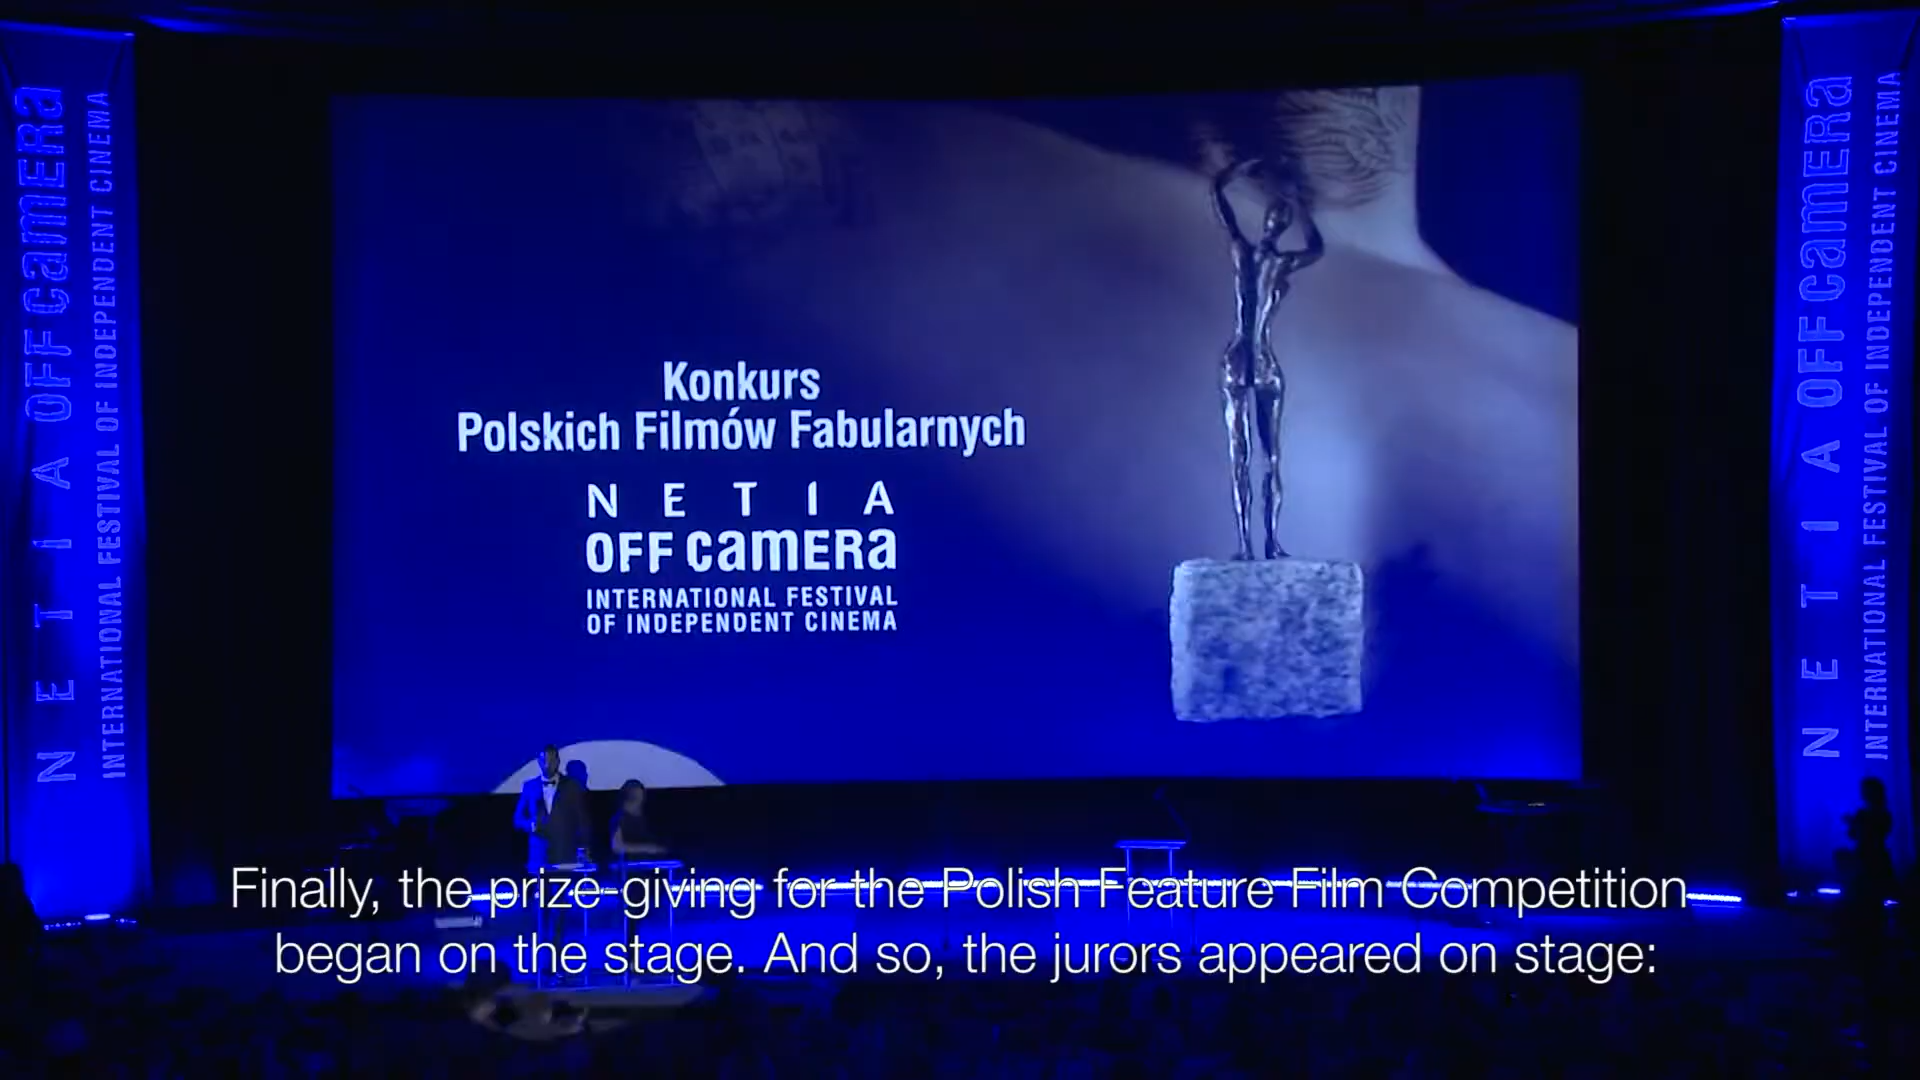 NETIA OFF camERa
INTERNATIONAL FESTIVAL OF INDEPENDENT CINEMA
Konkurs
Polskich Filmów Fabularnych
NETIA
OFF camERa
INTERNATIONAL FESTIVAL
OF INDEPENDENT CINEMA
NETIA OFF camERa
INTERNATIONAL FESTIVAL OF INDEPENDENT CINEMA
Finally, the prize-giving for the Polish Feature Film Competition
began on the stage. And so, the jurors appeared on stage: